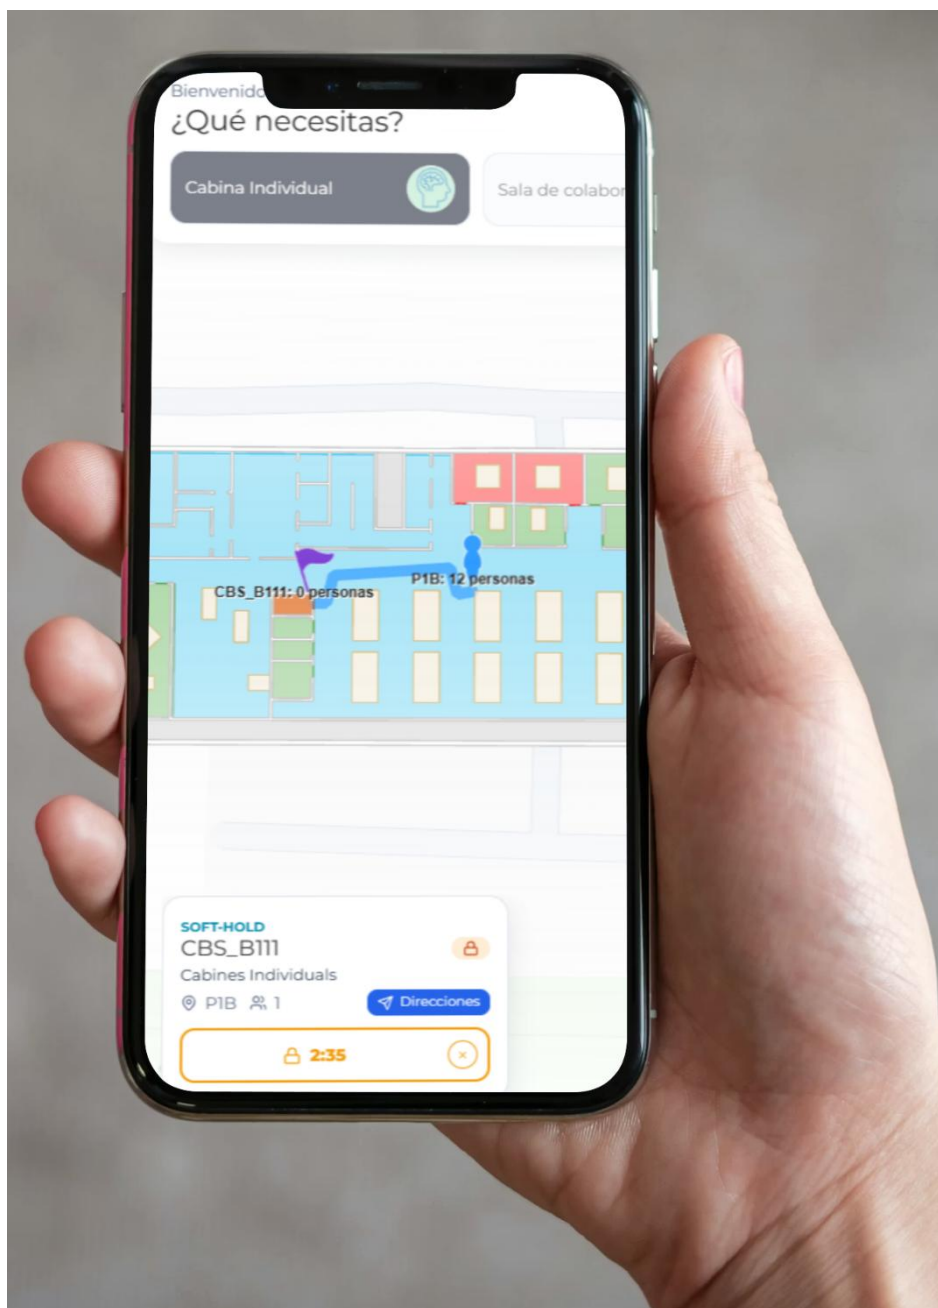 Bienvenido
¿Qué necesitas?
Cabina Individual
Sala de colabor
P1B: 12 personas
CBS_B111: 0 personas
SOFT-HOLD
CBS_B111
Cabines Individuals
P1B 1
Direcciones
2:35